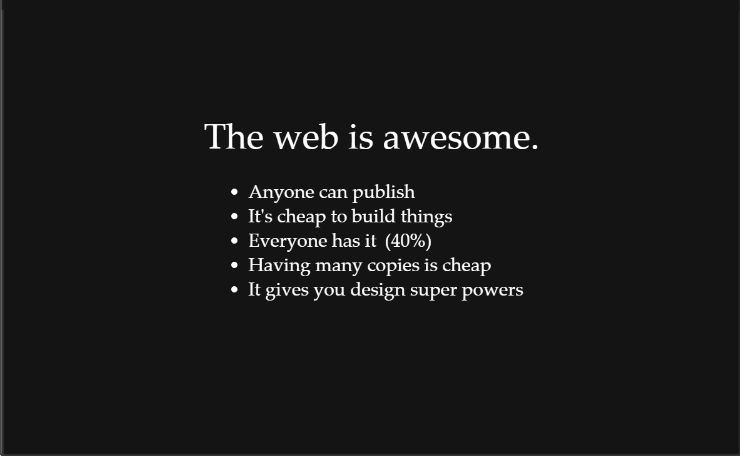 The web is awesome.
• Anyone can publish
• It's cheap to build things
• Everyone has it (40%)
• Having many copies is cheap
• It gives you design super powers